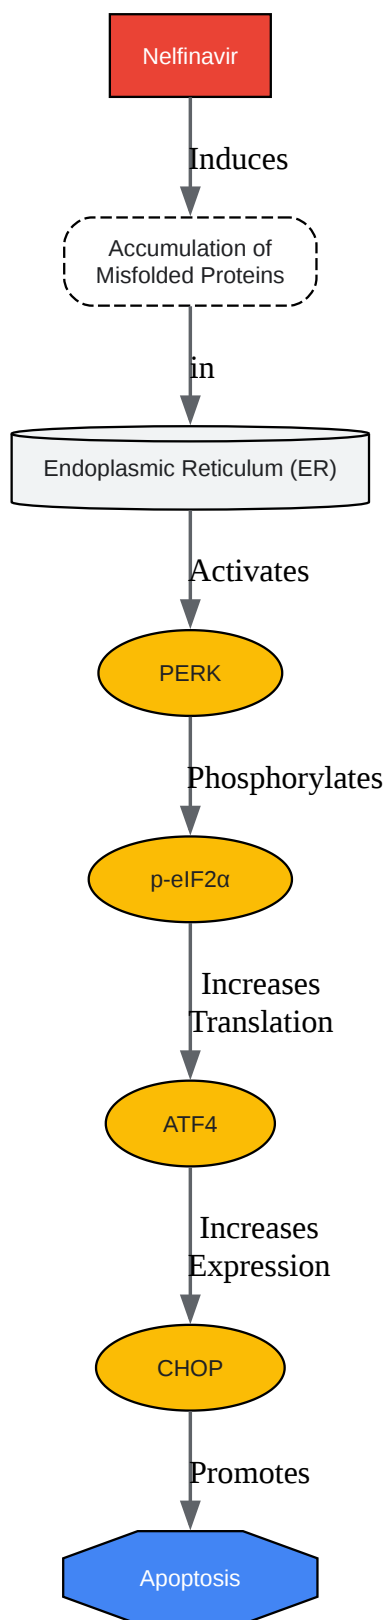 Nelfinavir
Induces
Accumulation of
Misfolded Proteins
in
Endoplasmic Reticulum (ER)
Activates
PERK
Phosphorylates
p-eIF2α
Increases
Translation
ATF4
Increases
Expression
CHOP
Promotes
Apoptosis